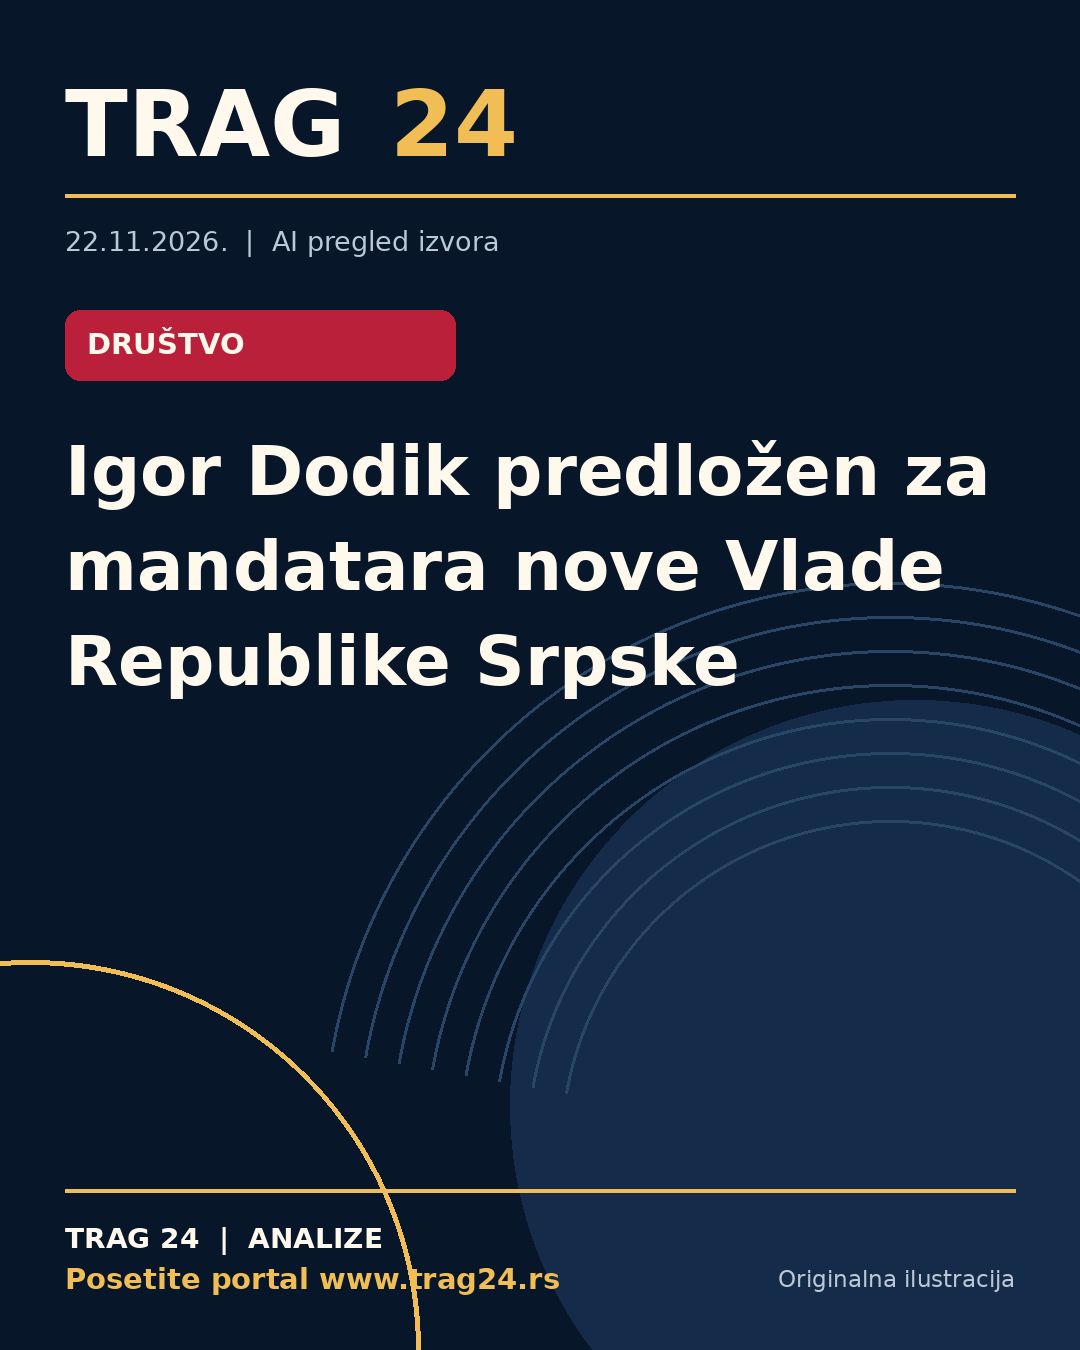 TRAG 24
22.11.2026. | AI pregled izvora
DRUŠTVO
Igor Dodik predložen za
mandatara nove Vlade
Republike Srpske
TRAG 24 | ANALIZE
Posetite portal www.trag24.rs
Originalna ilustracija